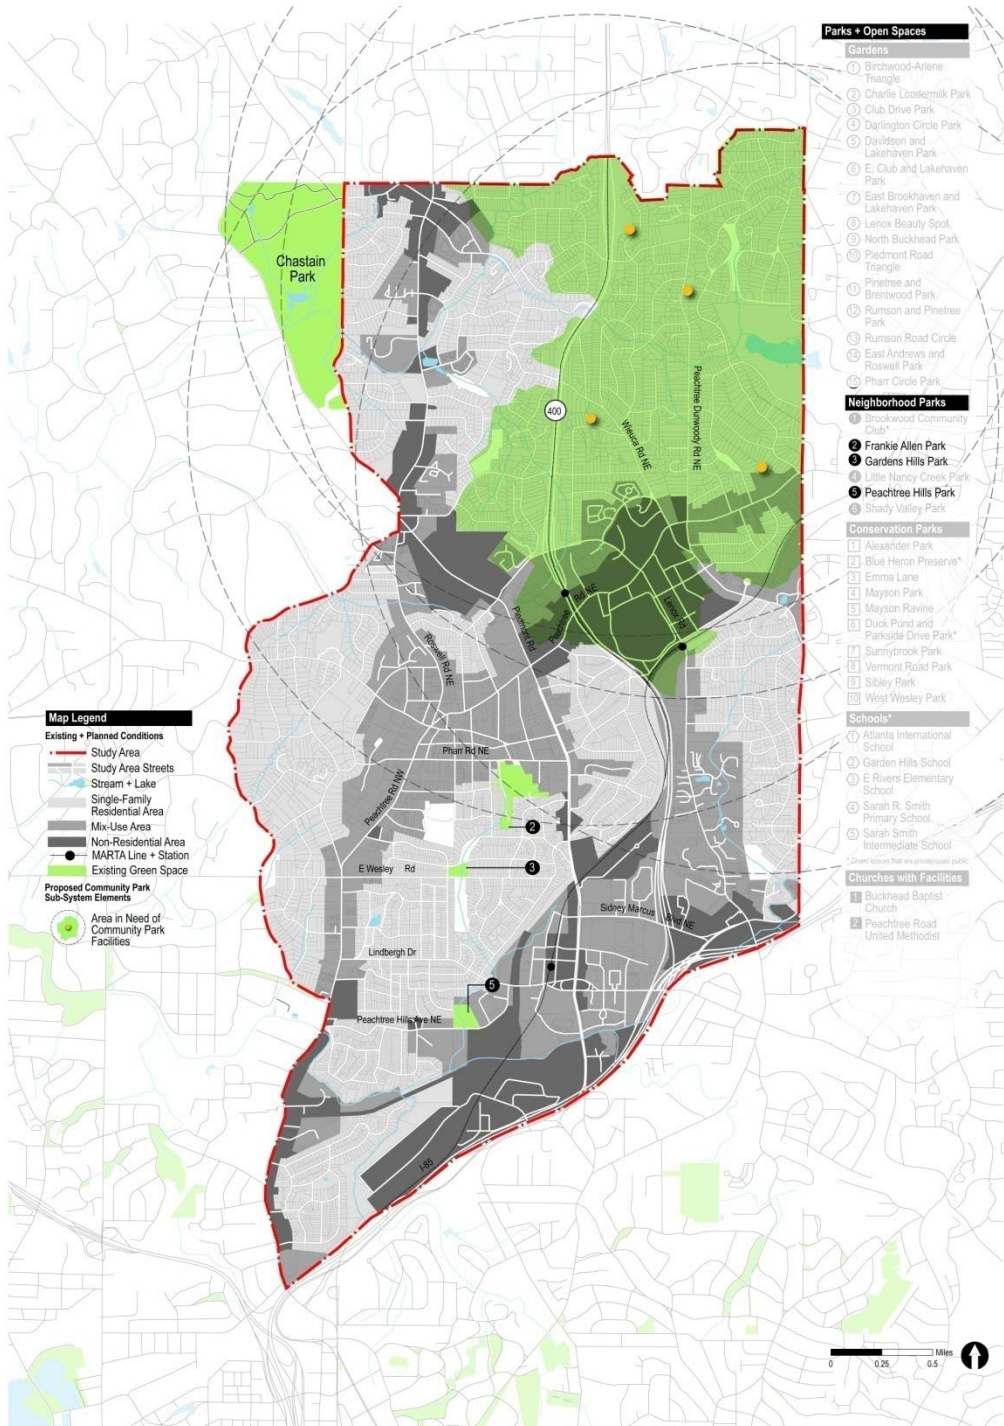 Parks + Open Spaces
Gardens
1 Birchwood-Arlene
Triangle
2 Charlie Loudermilk Park
3 Club Drive Park
4 Darlington Circle Park
5 Davidson and
Lakehaven Park
6 E. Club and Lakehaven
Park
7 East Brookhaven and
Lakehaven Park
8 Lenox Beauty Spot
9 North Buckhead Park
10 Piedmont Road
Triangle
11 Pinetree and
Brentwood Park
12 Rumson and Pinetree
Park
13 Rumson Road Circle
14 East Andrews and
Roswell Park
15 Pharr Circle Park
Neighborhood Parks
1 Brookwood Community
Club*
2 Frankie Allen Park
3 Gardens Hills Park
4 Little Nancy Creek Park
5 Peachtree Hills Park
6 Shady Valley Park
Conservation Parks
1 Alexander Park
2 Blue Heron Preserve*
3 Emma Lane
4 Mayson Park
5 Mayson Ravine
6 Duck Pond and
Parkside Drive Park*
7 Sunnybrook Park
8 Vermont Road Park
9 Sibley Park
10 West Wesley Park
Schools*
1 Atlanta International
School
2 Garden Hills School
3 E Rivers Elementary
School
4 Sarah R. Smith
Primary School
5 Sarah Smith
Intermediate School
Churches with Facilities
1 Buckhead Baptist
Church
2 Peachtree Road
United Methodist
Chastain
Park
400
Wieuca Rd NE
Peachtree Dunwoody Rd NE
Peachtree Rd NE
Lenox Rd
Piedmont Rd
Roswell Rd NE
Pharr Rd NE
Peachtree Rd NW
2
E Wesley Rd
3
Sidney Marcus Blvd NE
Lindbergh Dr
5
Peachtree Hills Ave NE
I-85
Map Legend
Existing + Planned Conditions
Study Area
Study Area Streets
Stream + Lake
Single-Family
Residential Area
Mix-Use Area
Non-Residential Area
MARTA Line + Station
Existing Green Space
Proposed Community Park
Sub-System Elements
Area in Need of
Community Park
Facilities
Miles
0 0.25 0.5